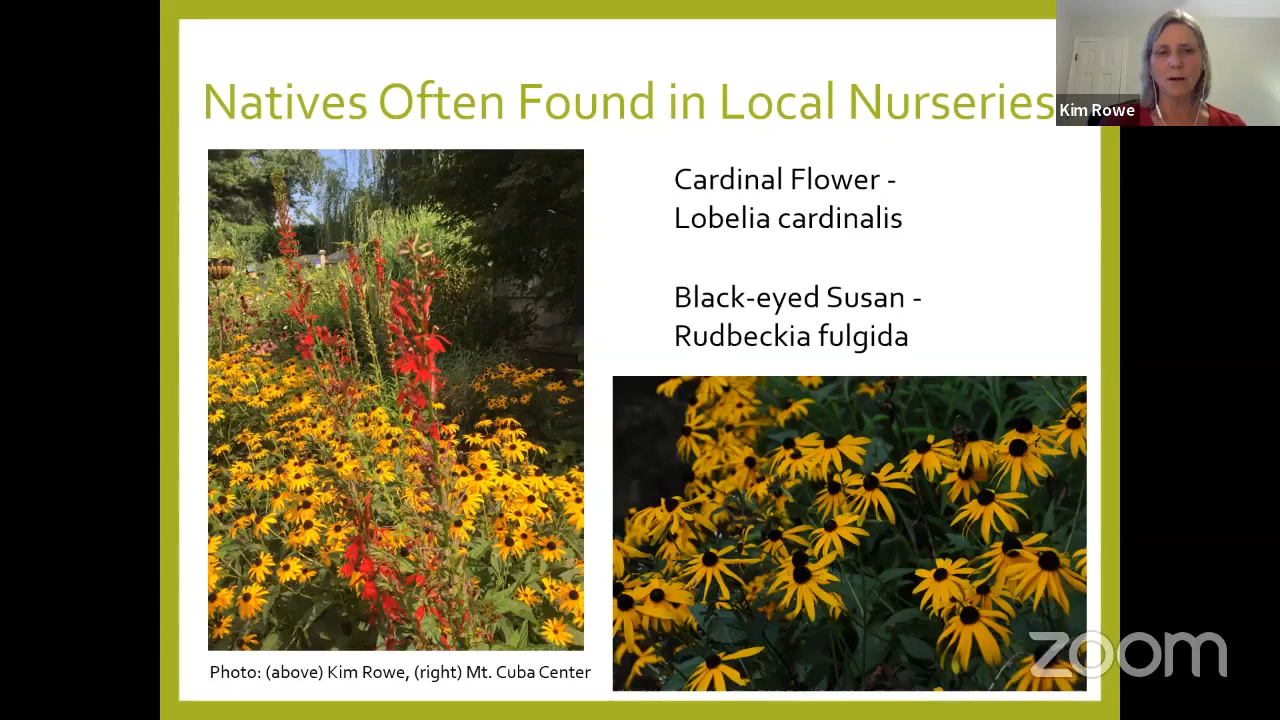 Natives Often Found in Local Nurseries
Kim Rowe
Cardinal Flower -
Lobelia cardinalis
Black-eyed Susan -
Rudbeckia fulgida
Photo: (above) Kim Rowe, (right) Mt. Cuba Center
zoom